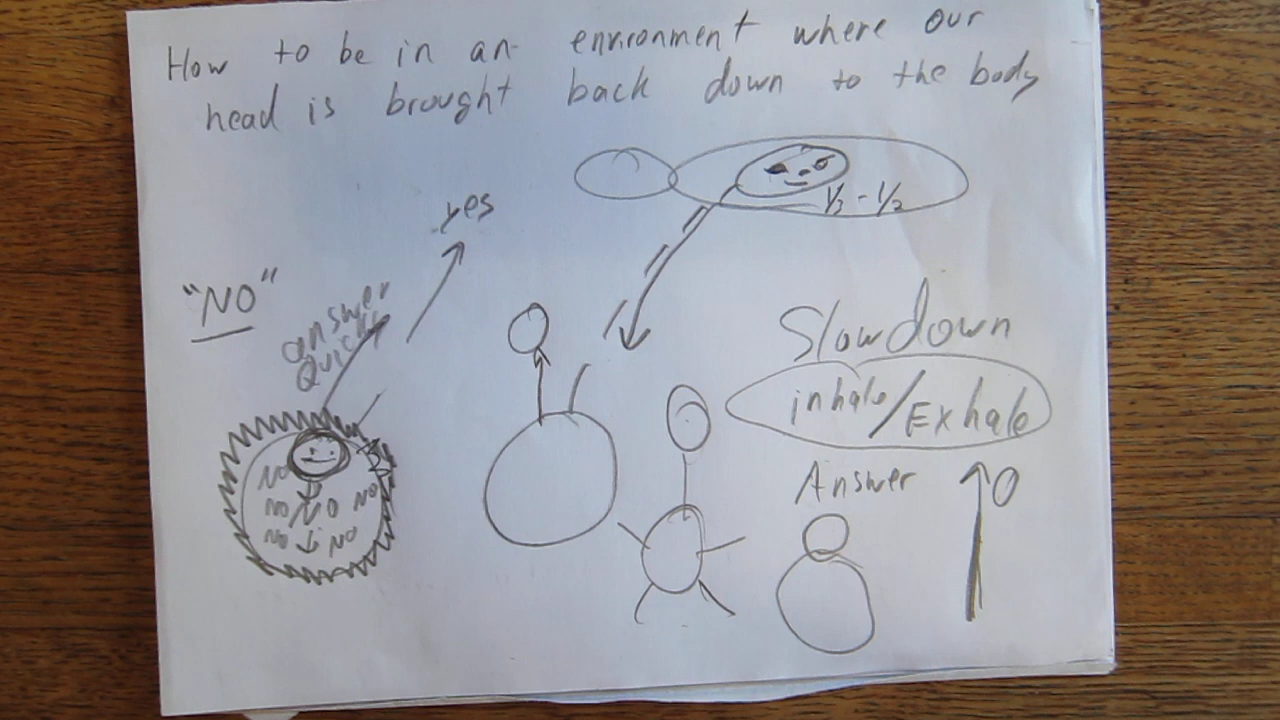 How to be in an environment where our
head is brought back down to the body
yes
1/3 - 1/2
"NO"
answer
Quick
Slowdown
inhale/Exhale
Answer
NO
NO NO NO
NO NO